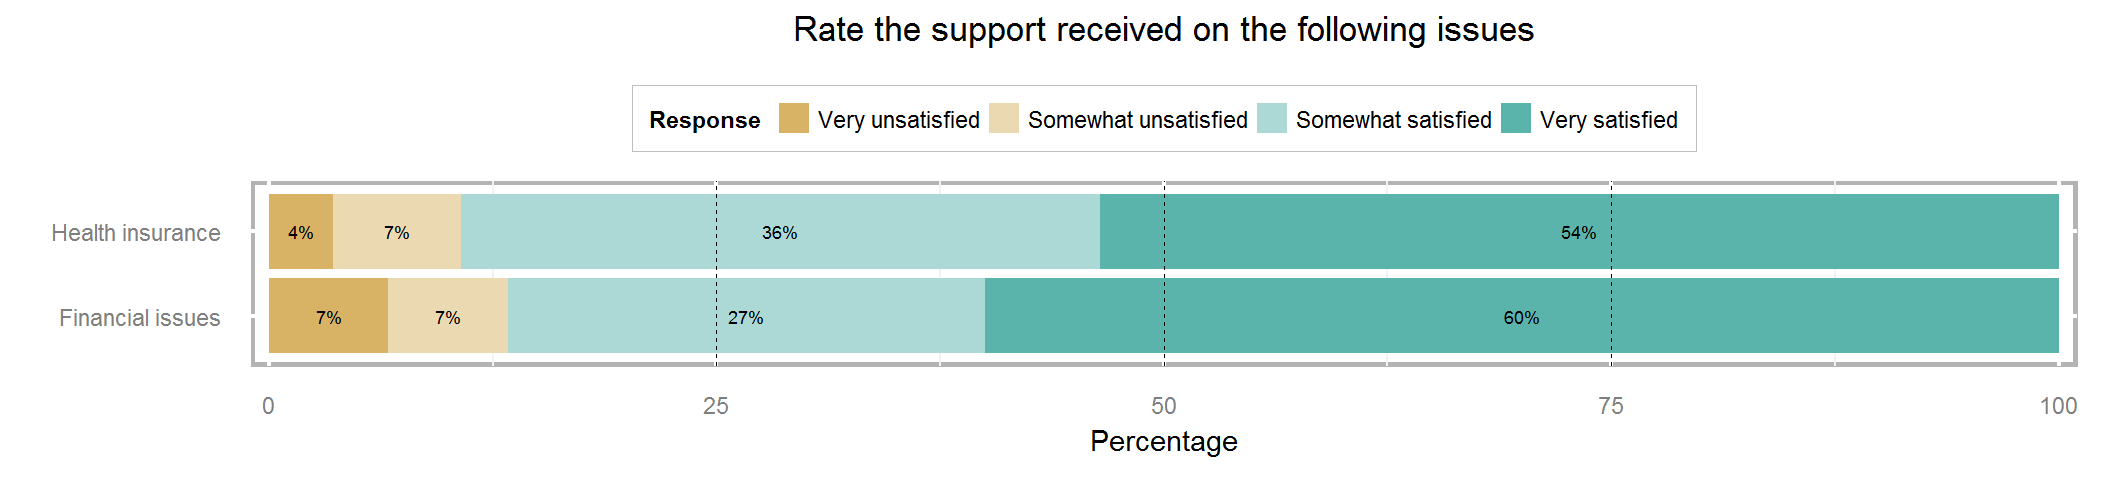 Rate the support received on the following issues
Response Very unsatisfied Somewhat unsatisfied Somewhat satisfied Very satisfied
Health insurance 4% 7% 36% 54%
Financial issues 7% 7% 27% 60%
0 25 50 75 100
Percentage